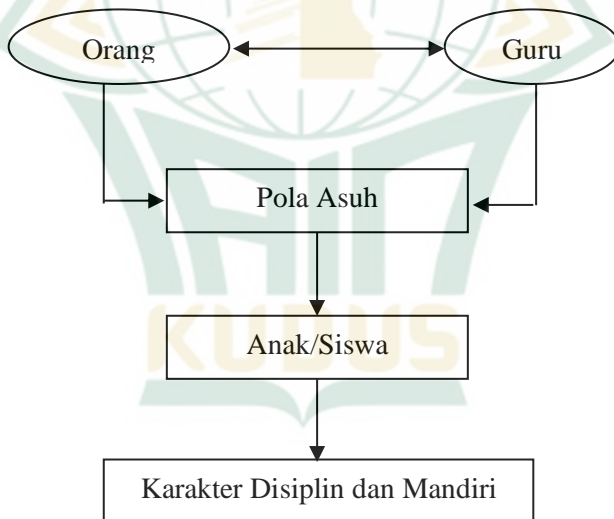 Orang
Guru
Pola Asuh
Anak/Siswa
KUDUS
Karakter Disiplin dan Mandiri